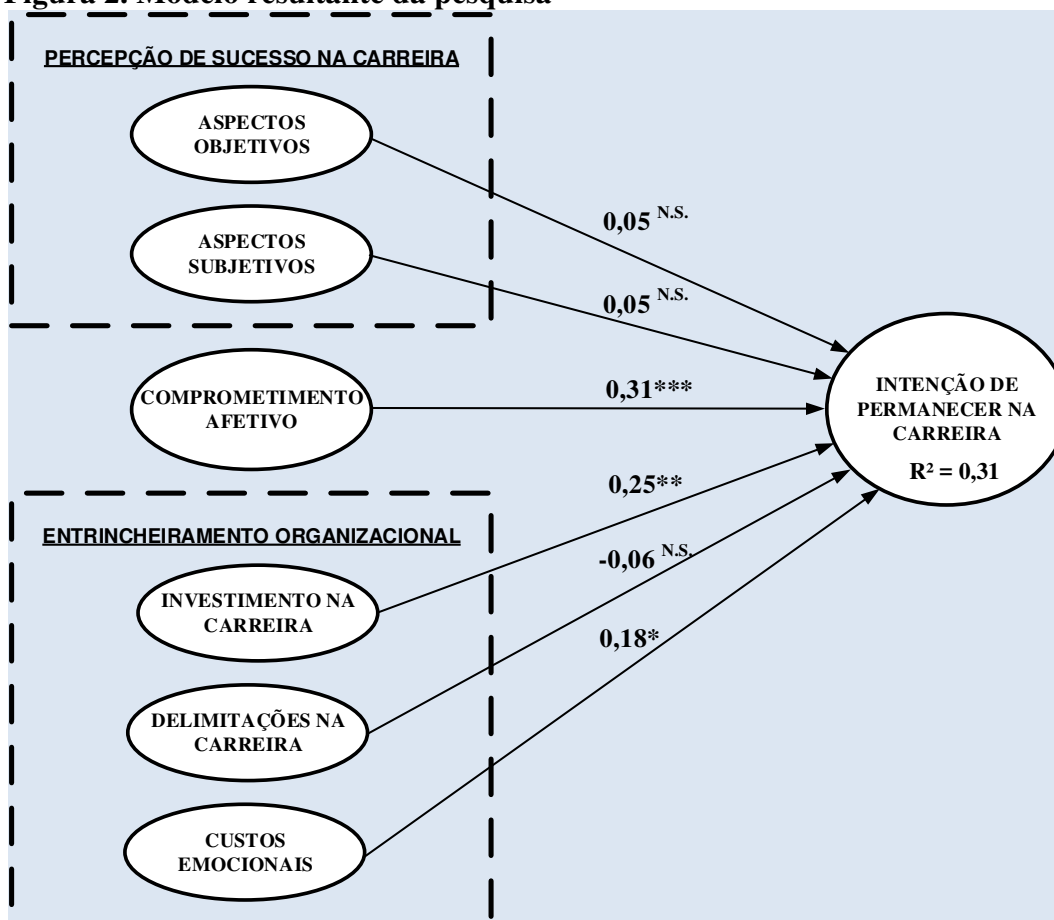 Figura 2. Modelo resultante da pesquisa
PERCEPÇÃO DE SUCESSO NA CARREIRA
ASPECTOS
OBJETIVOS
0,05 N.S.
ASPECTOS
SUBJETIVOS
0,05 N.S.
COMPROMETIMENTO
AFETIVO
0,31***
INTENÇÃO DE
PERMANECER NA
CARREIRA
R² = 0,31
0,25**
ENTRINCHEIRAMENTO ORGANIZACIONAL
-0,06 N.S.
INVESTIMENTO NA
CARREIRA
0,18*
DELIMITAÇÕES NA
CARREIRA
CUSTOS
EMOCIONAIS